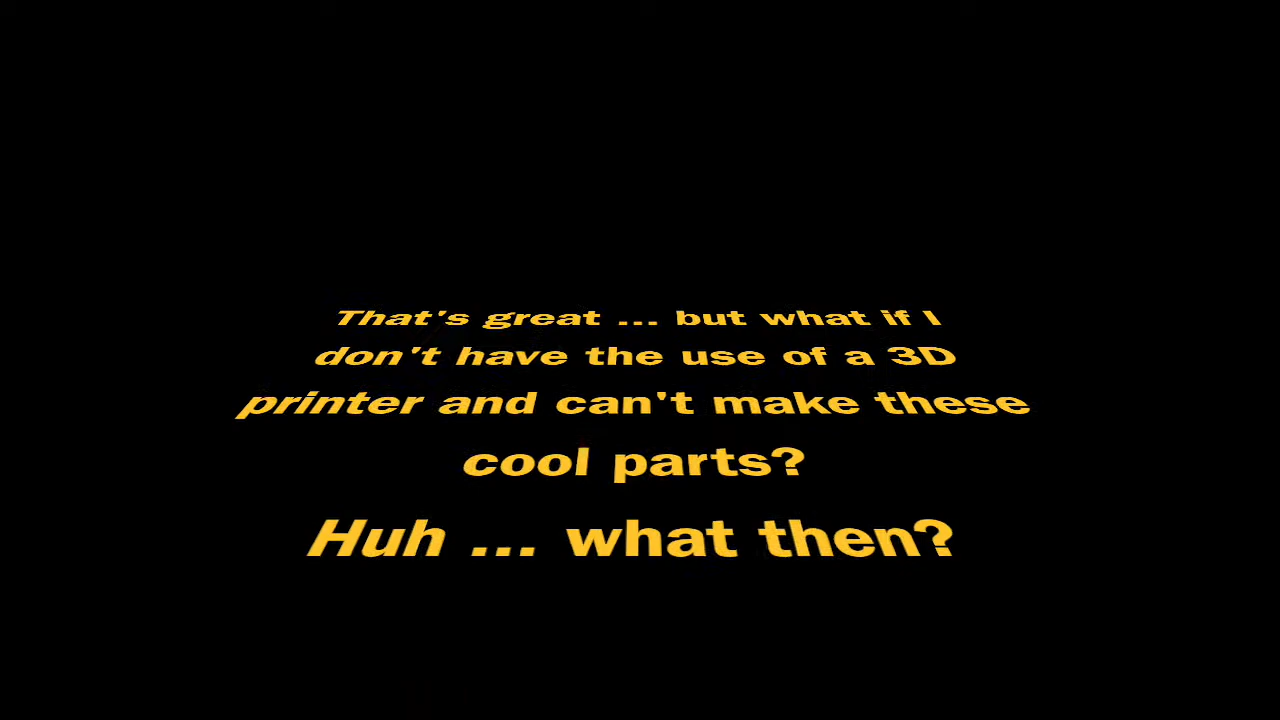 That's great ... but what if I
don't have the use of a 3D
printer and can't make these
cool parts?
Huh ... what then?